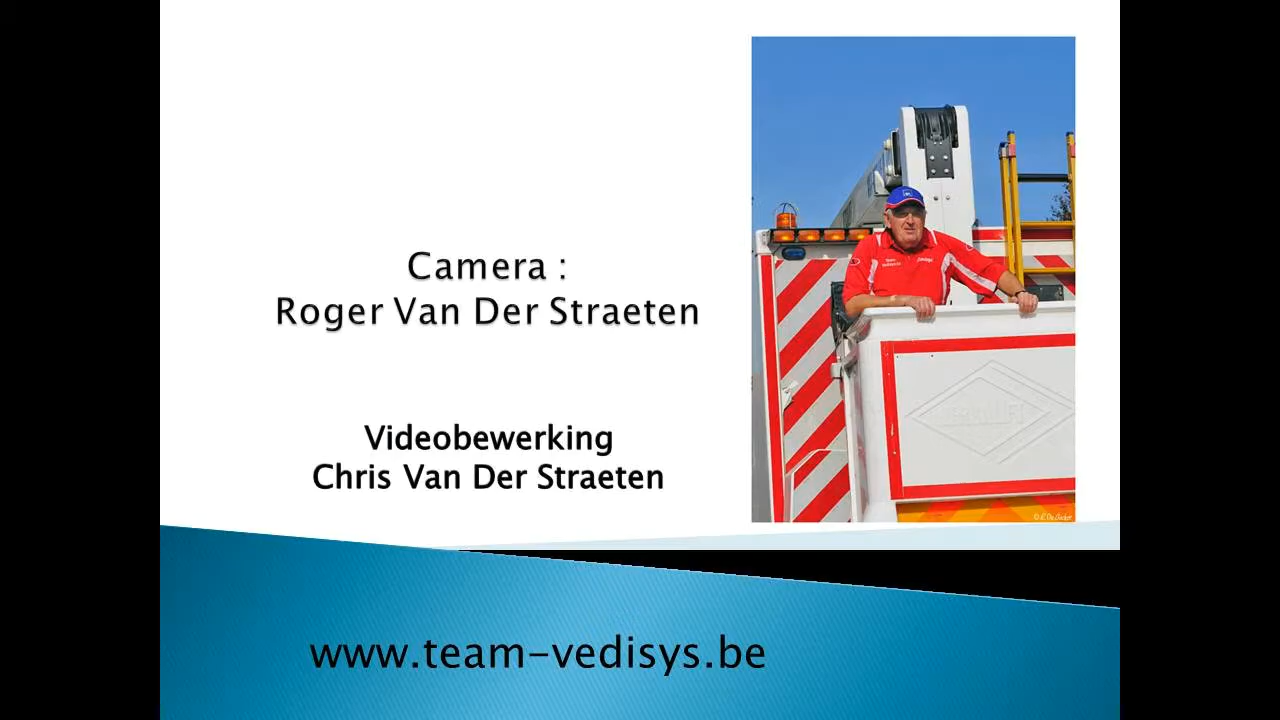 Camera :
Roger Van Der Straeten
Videobewerking
Chris Van Der Straeten
www.team-vedisys.be